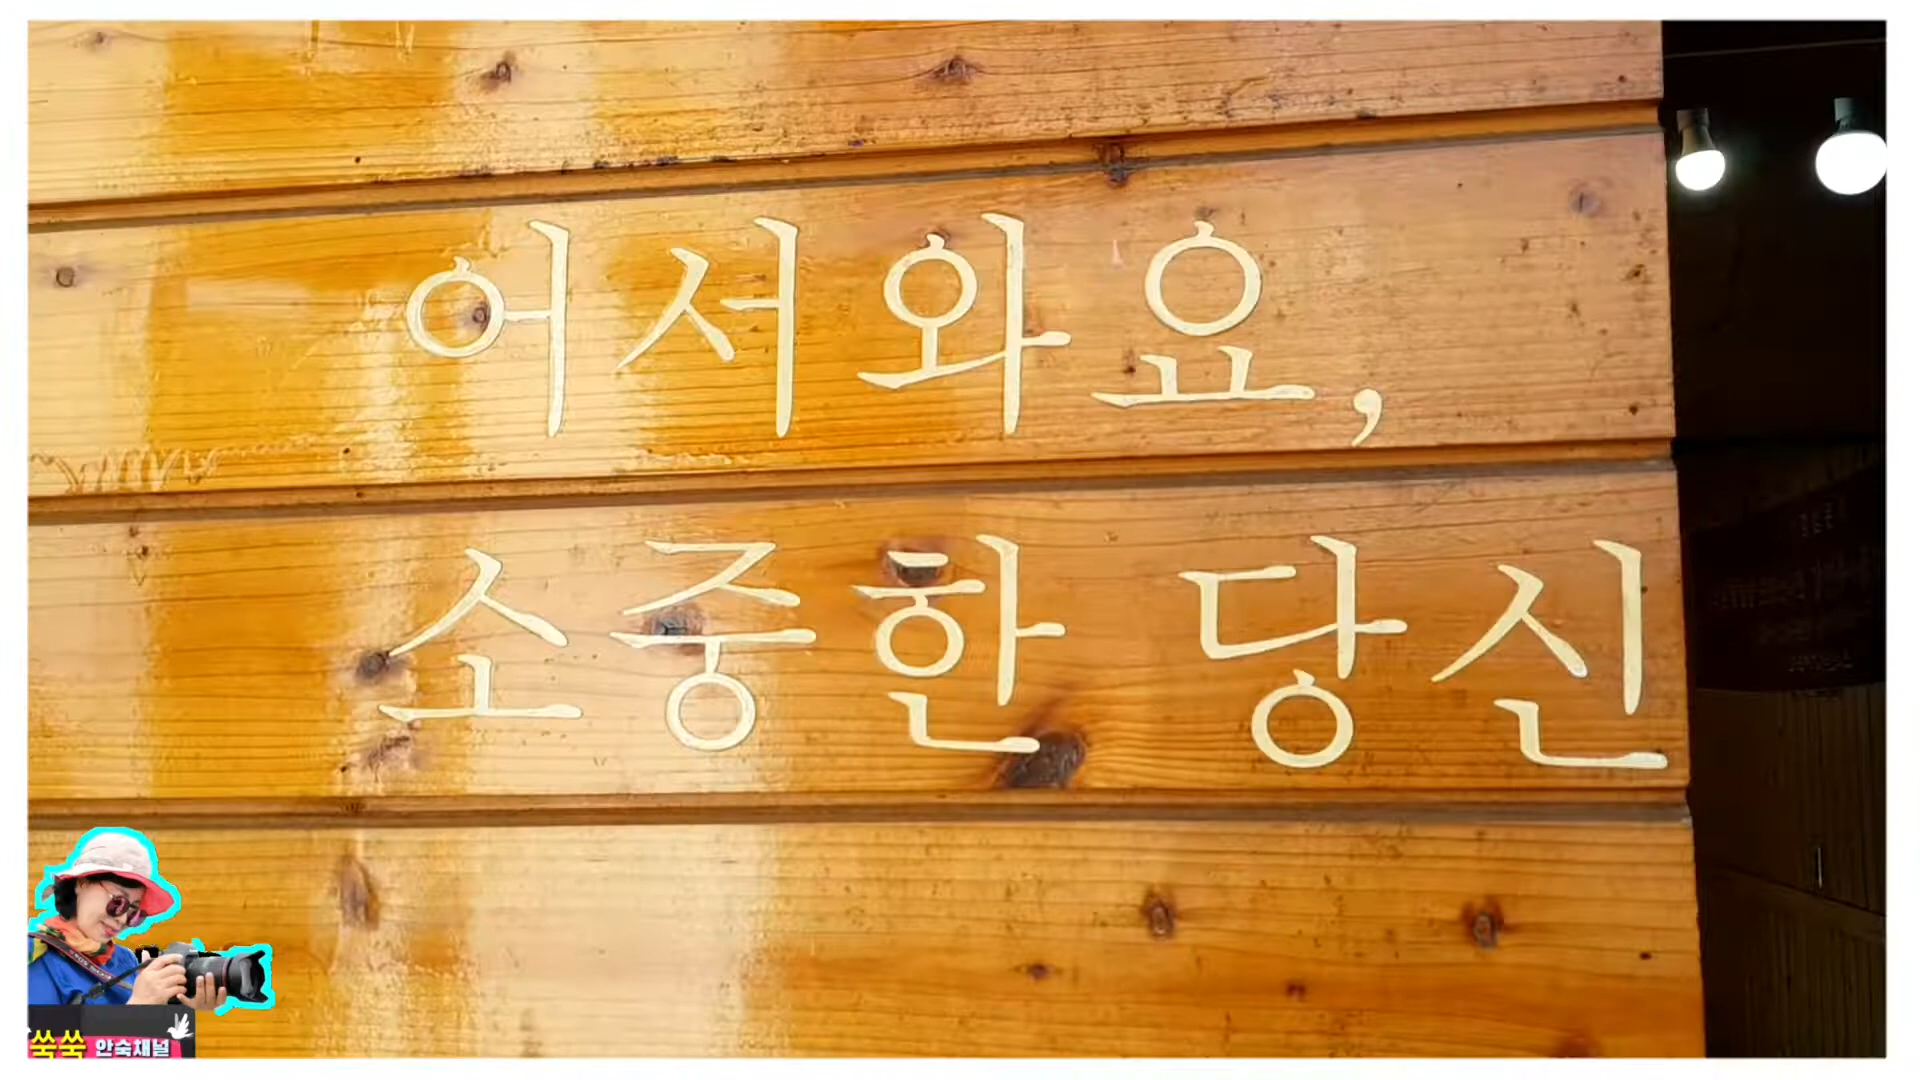 어서와요,
소중한 당신
쑥쑥 안숙채널